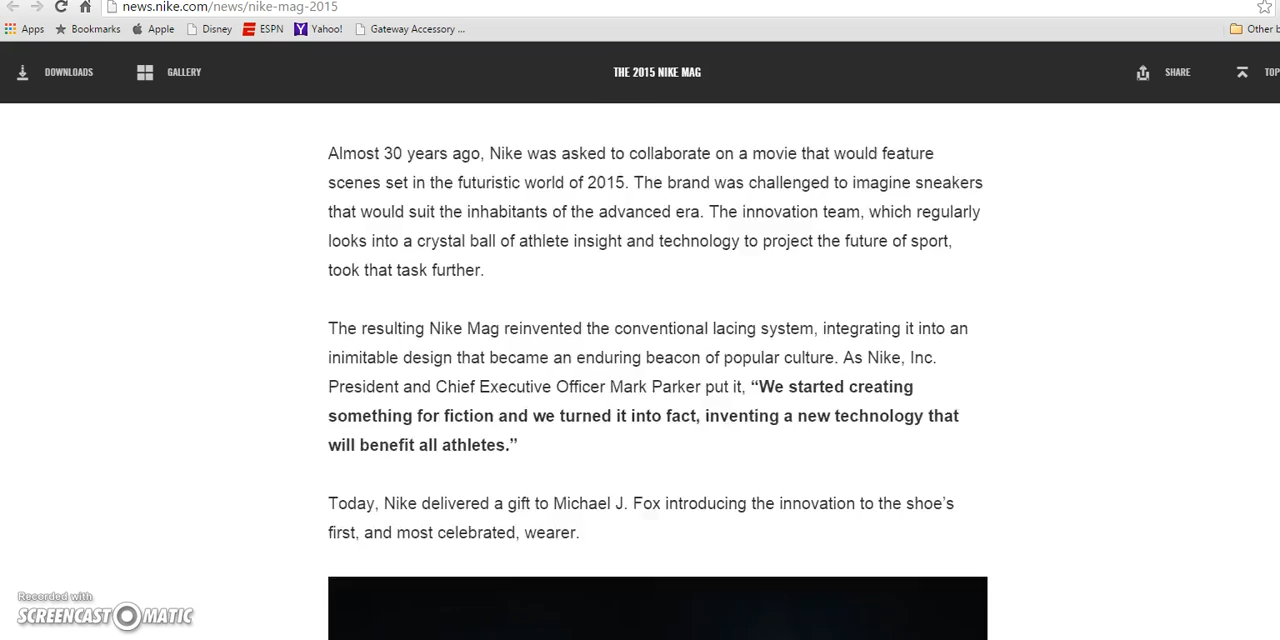 news.nike.com/news/nike-mag-2015
Apps Bookmarks Apple Disney ESPN Yahoo! Gateway Accessory ... Other b
DOWNLOADS GALLERY THE 2015 NIKE MAG SHARE TOP
Almost 30 years ago, Nike was asked to collaborate on a movie that would feature
scenes set in the futuristic world of 2015. The brand was challenged to imagine sneakers
that would suit the inhabitants of the advanced era. The innovation team, which regularly
looks into a crystal ball of athlete insight and technology to project the future of sport,
took that task further.
The resulting Nike Mag reinvented the conventional lacing system, integrating it into an
inimitable design that became an enduring beacon of popular culture. As Nike, Inc.
President and Chief Executive Officer Mark Parker put it, “We started creating
something for fiction and we turned it into fact, inventing a new technology that
will benefit all athletes.”
Today, Nike delivered a gift to Michael J. Fox introducing the innovation to the shoe’s
first, and most celebrated, wearer.
Recorded with
SCREENCAST-O-MATIC